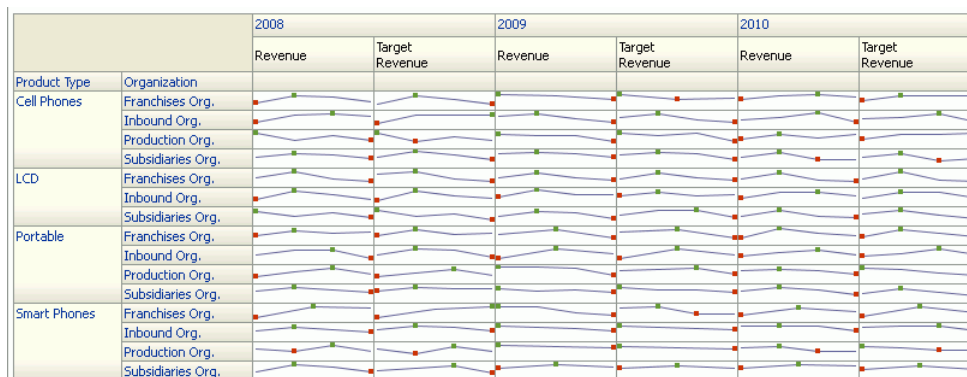 2008 2009 2010
Revenue Target Revenue Revenue Target Revenue Revenue Target Revenue
Product Type Organization
Cell Phones Franchises Org.
Inbound Org.
Production Org.
Subsidiaries Org.
LCD Franchises Org.
Inbound Org.
Subsidiaries Org.
Portable Franchises Org.
Inbound Org.
Production Org.
Subsidiaries Org.
Smart Phones Franchises Org.
Inbound Org.
Production Org.
Subsidiaries Org.